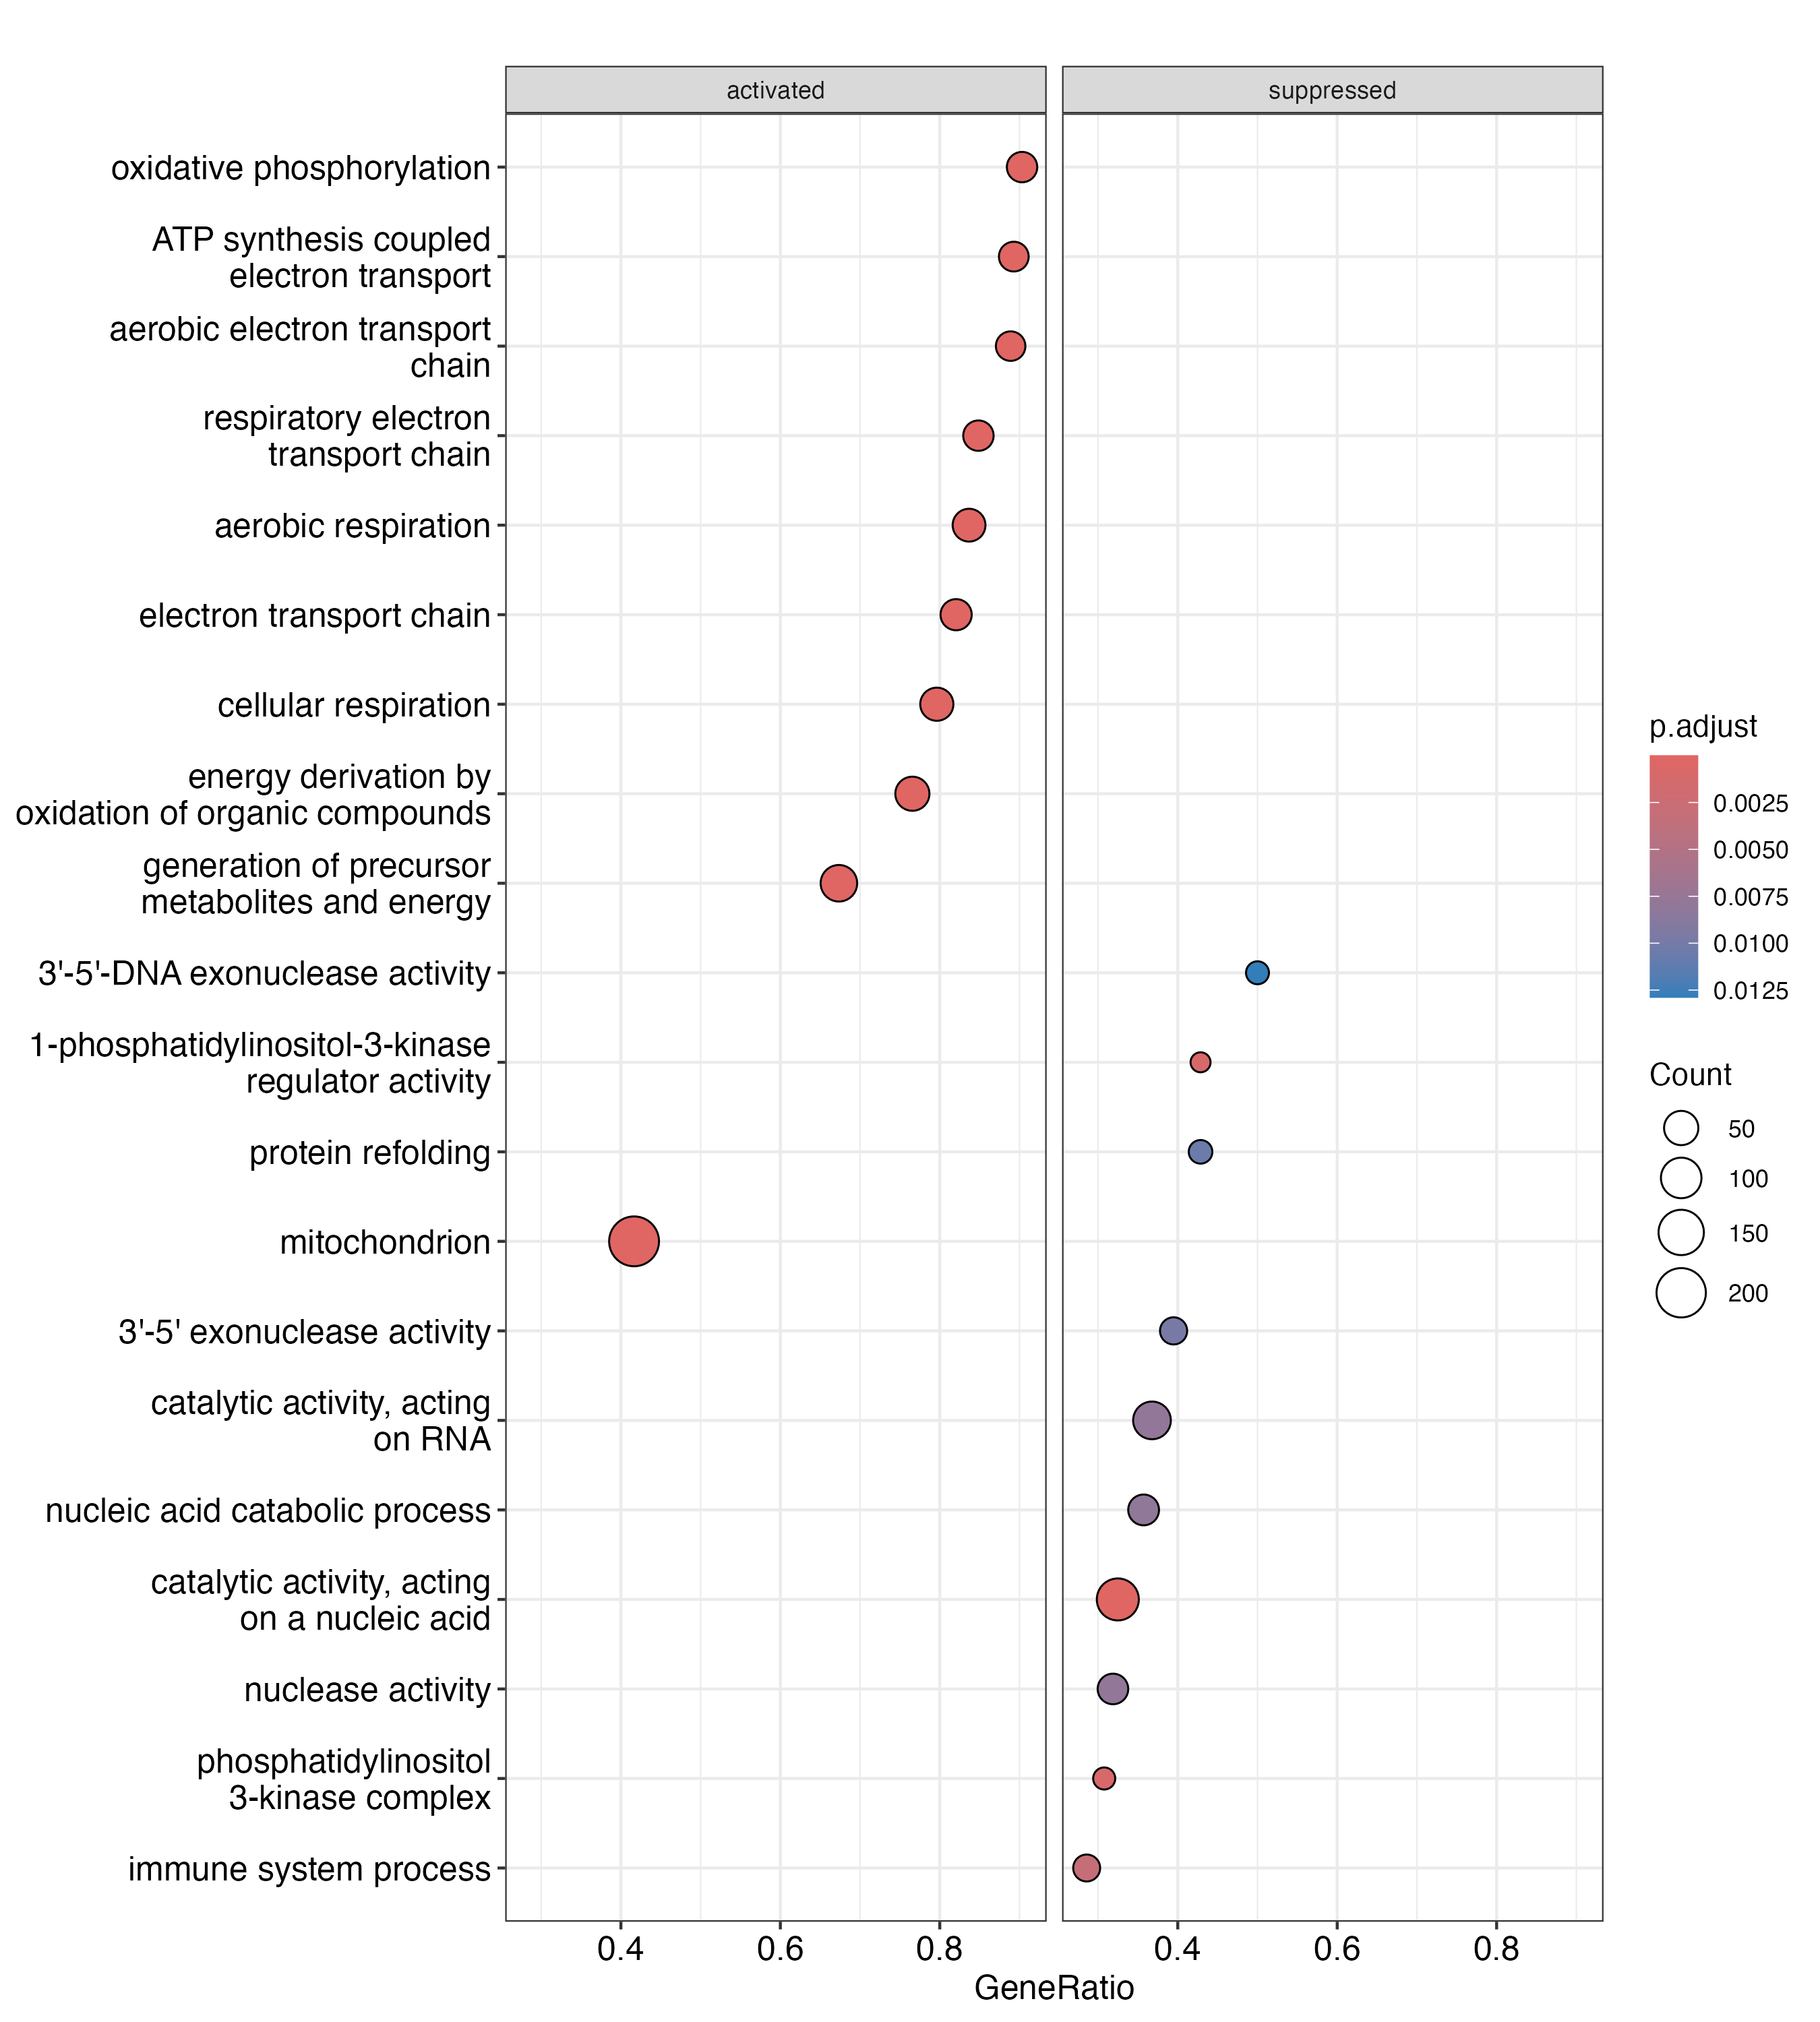 activated
suppressed
oxidative phosphorylation
ATP synthesis coupled
electron transport
aerobic electron transport
chain
respiratory electron
transport chain
aerobic respiration
electron transport chain
cellular respiration
energy derivation by
oxidation of organic compounds
generation of precursor
metabolites and energy
3'-5'-DNA exonuclease activity
1-phosphatidylinositol-3-kinase
regulator activity
protein refolding
mitochondrion
3'-5' exonuclease activity
catalytic activity, acting
on RNA
nucleic acid catabolic process
catalytic activity, acting
on a nucleic acid
nuclease activity
phosphatidylinositol
3-kinase complex
immune system process
0.4 0.6 0.8
0.4 0.6 0.8
GeneRatio
p.adjust
0.0025
0.0050
0.0075
0.0100
0.0125
Count
50
100
150
200